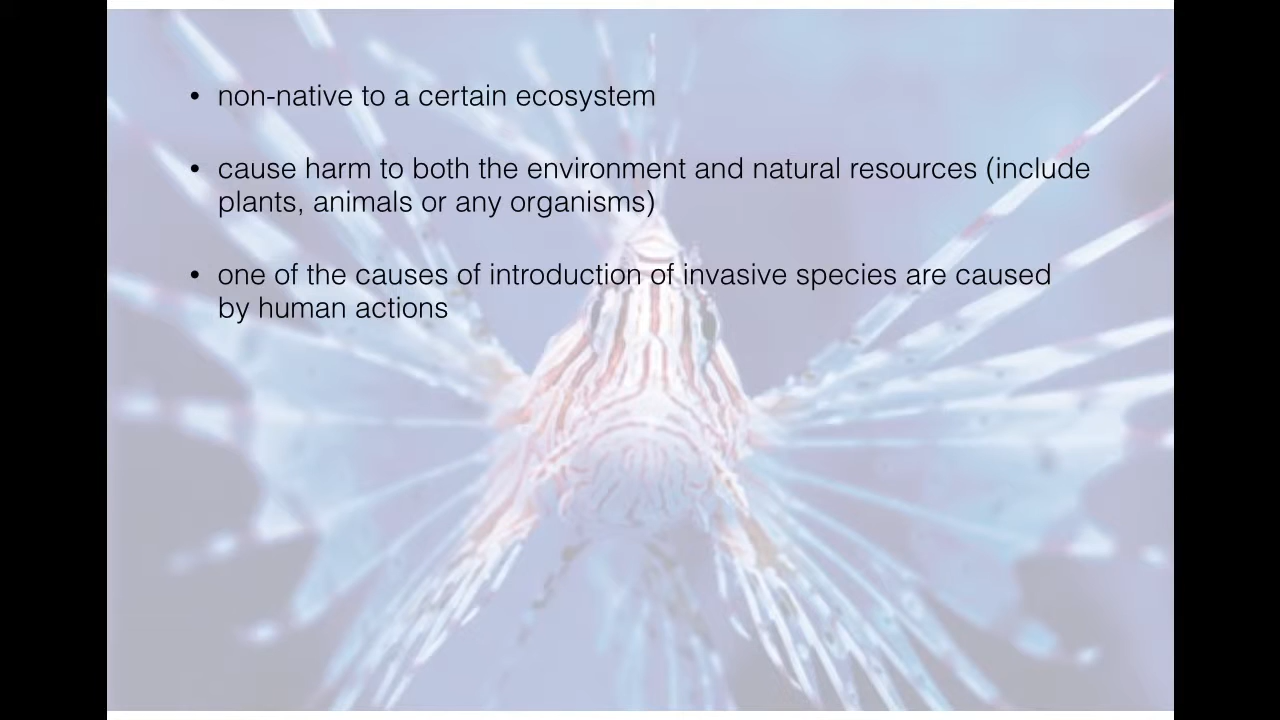 • non-native to a certain ecosystem
• cause harm to both the environment and natural resources (include
plants, animals or any organisms)
• one of the causes of introduction of invasive species are caused
by human actions